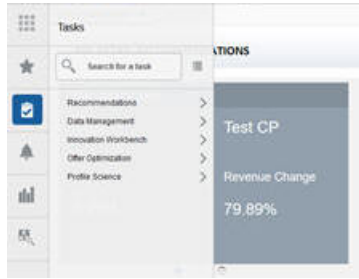 Tasks
Search for a task
Recommendations
Data Management
Innovation Workbench
Offer Optimization
Profile Science
ATIONS
Test CP
Revenue Change
79.89%